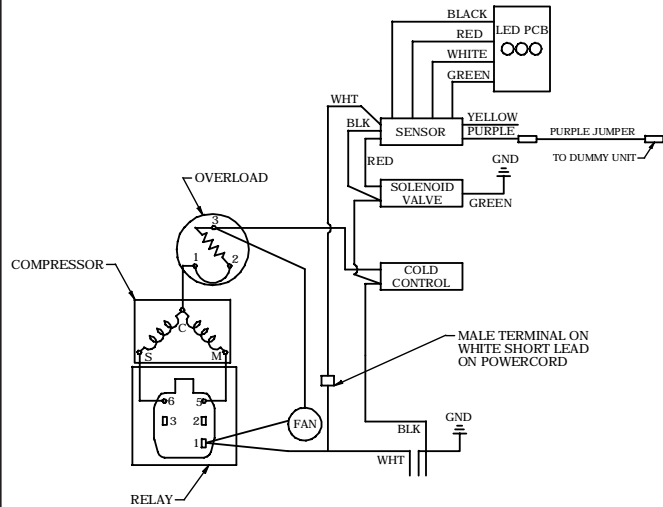 BLACK
LED PCB
RED
WHITE
GREEN
WHT
BLK
SENSOR
YELLOW
PURPLE
PURPLE JUMPER
TO DUMMY UNIT
RED
GND
SOLENOID
VALVE
GREEN
OVERLOAD
3
1
2
COMPRESSOR
COLD
CONTROL
C
S
M
MALE TERMINAL ON
WHITE SHORT LEAD
ON POWERCORD
6
5
3
2
1
FAN
BLK
GND
WHT
RELAY